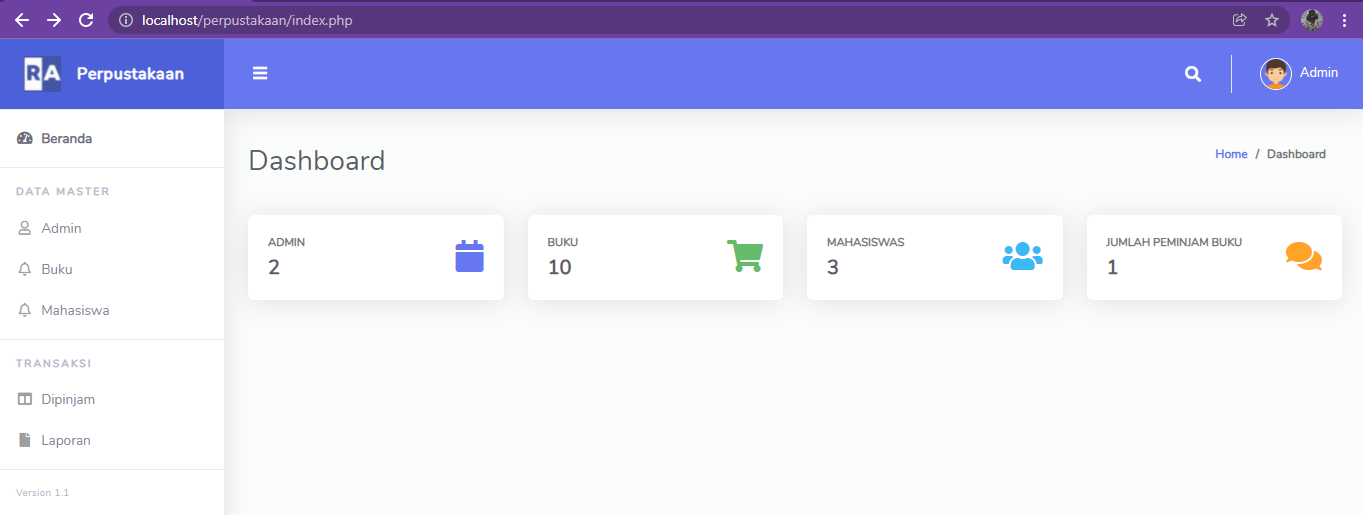 localhost/perpustakaan/index.php
RA Perpustakaan
Admin
Beranda
DATA MASTER
Admin
Buku
Mahasiswa
TRANSAKSI
Dipinjam
Laporan
Version 1.1
Dashboard
Home / Dashboard
ADMIN
2
BUKU
10
MAHASISWAS
3
JUMLAH PEMINJAM BUKU
1